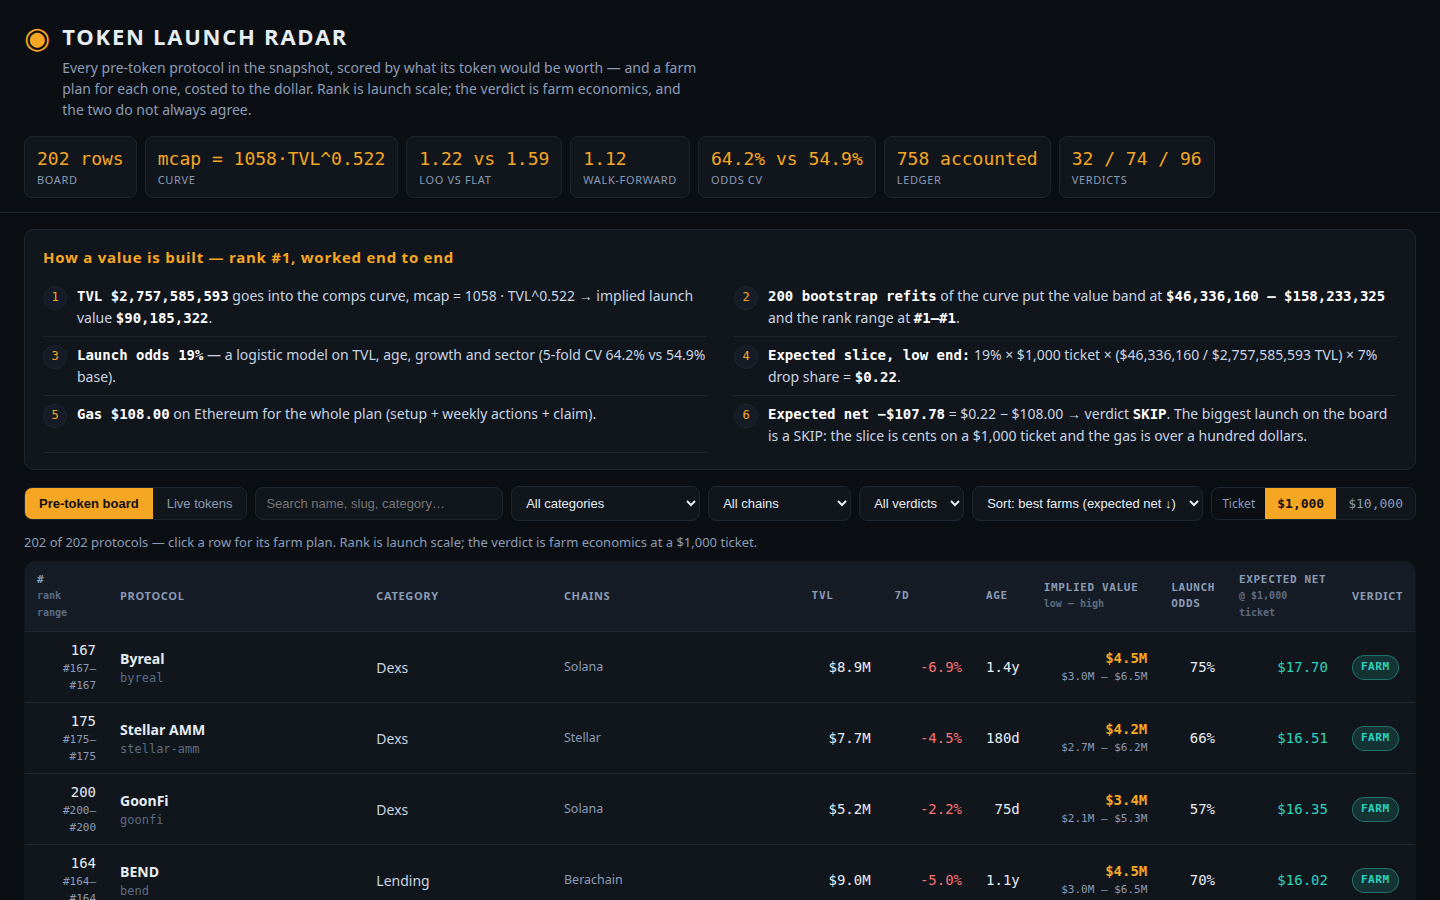 TOKEN LAUNCH RADAR
Every pre-token protocol in the snapshot, scored by what its token would be worth — and a farm
plan for each one, costed to the dollar. Rank is launch scale; the verdict is farm economics, and
the two do not always agree.
202 rows
BOARD
mcap = 1058·TVL^0.522
CURVE
1.22 vs 1.59
LOO VS FLAT
1.12
WALK-FORWARD
64.2% vs 54.9%
ODDS CV
758 accounted
LEDGER
32 / 74 / 96
VERDICTS
How a value is built — rank #1, worked end to end
1 TVL $2,757,585,593 goes into the comps curve, mcap = 1058 · TVL^0.522 → implied launch
value $90,185,322.
2 200 bootstrap refits of the curve put the value band at $46,336,160 – $158,233,325
and the rank range at #1–#1.
3 Launch odds 19% — a logistic model on TVL, age, growth and sector (5-fold CV 64.2% vs 54.9%
base).
4 Expected slice, low end: 19% × $1,000 ticket × ($46,336,160 / $2,757,585,593 TVL) × 7%
drop share = $0.22.
5 Gas $108.00 on Ethereum for the whole plan (setup + weekly actions + claim).
6 Expected net −$107.78 = $0.22 − $108.00 → verdict SKIP. The biggest launch on the board
is a SKIP: the slice is cents on a $1,000 ticket and the gas is over a hundred dollars.
Pre-token board
Live tokens
Search name, slug, category…
All categories
All chains
All verdicts
Sort: best farms (expected net ↓)
Ticket
$1,000
$10,000
202 of 202 protocols — click a row for its farm plan. Rank is launch scale; the verdict is farm economics at a $1,000 ticket.
#
rank
range
PROTOCOL
CATEGORY
CHAINS
TVL
7D
AGE
IMPLIED VALUE
low – high
LAUNCH
ODDS
EXPECTED NET
@ $1,000
ticket
VERDICT
167
#167–
#167
Byreal
byreal
Dexs
Solana
$8.9M
-6.9%
1.4y
$4.5M
$3.0M – $6.5M
75%
$17.70
FARM
175
#175–
#175
Stellar AMM
stellar-amm
Dexs
Stellar
$7.7M
-4.5%
180d
$4.2M
$2.7M – $6.2M
66%
$16.51
FARM
200
#200–
#200
GoonFi
goonfi
Dexs
Solana
$5.2M
-2.2%
75d
$3.4M
$2.1M – $5.3M
57%
$16.35
FARM
164
#164–
#164
BEND
bend
Lending
Berachain
$9.0M
-5.0%
1.1y
$4.5M
$3.0M – $6.5M
70%
$16.02
FARM